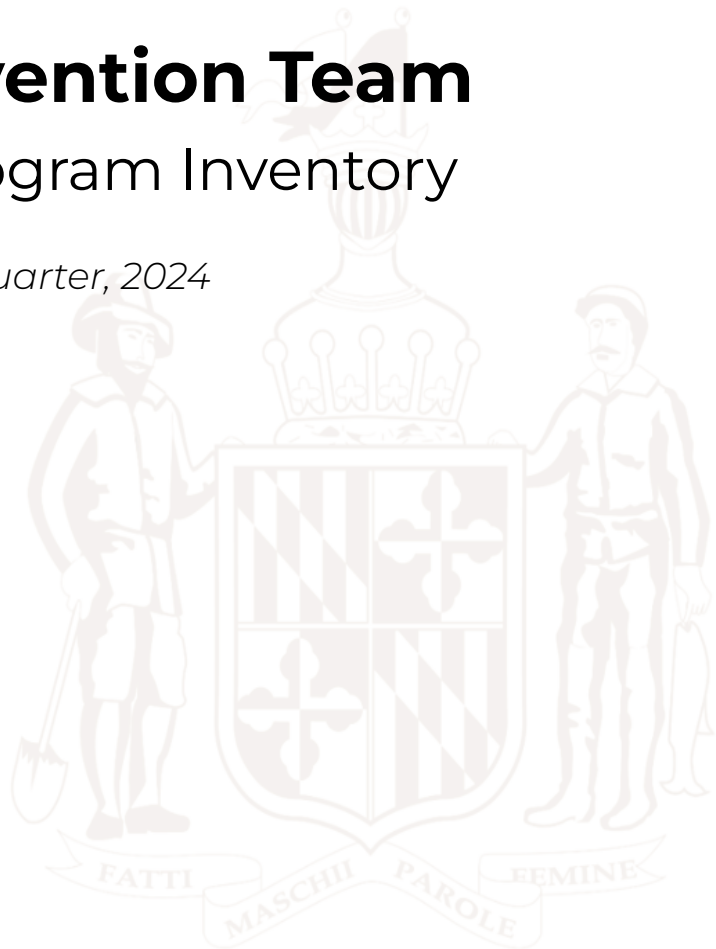 vention Team
ogram Inventory
uarter, 2024
FATTI MASCHII PAROLE FEMINE